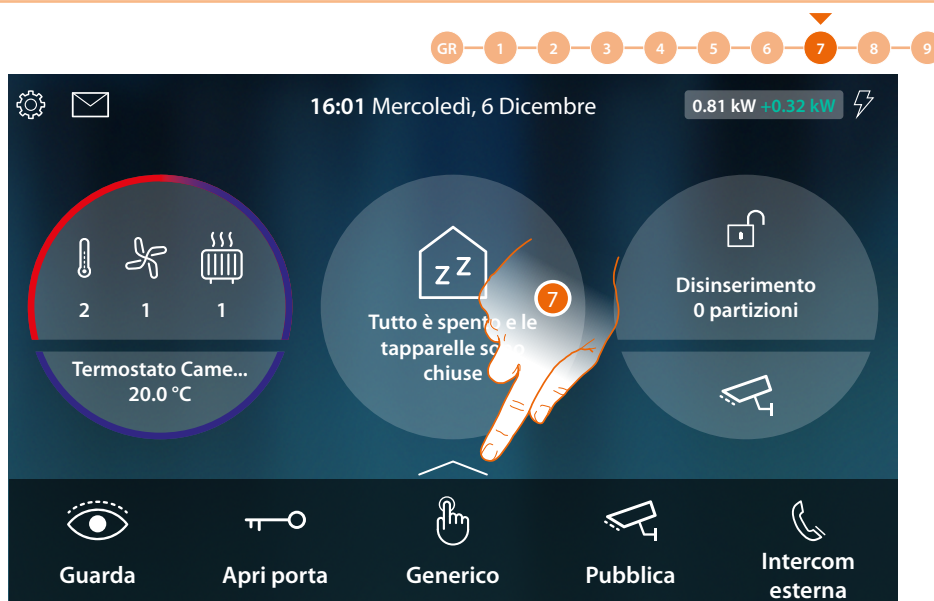 GR 1 2 3 4 5 6 7 8 9
16:01 Mercoledì, 6 Dicembre
0.81 kW +0.32 kW
2 1 1
Termostato Came...
20.0 °C
zZ
7
Tutto è spento e le
tapparelle sono
chiuse
Disinserimento
0 partizioni
Guarda
Apri porta
Generico
Pubblica
Intercom
esterna